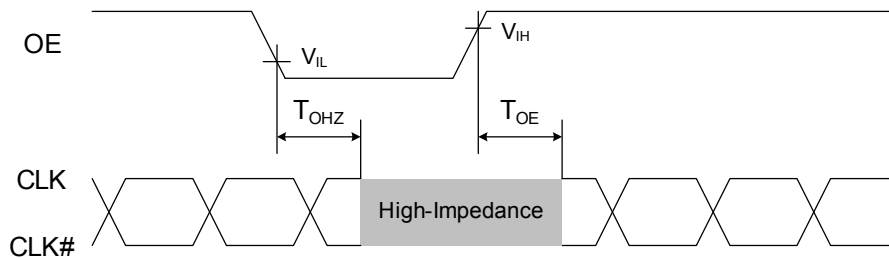 OE
V_IL
V_IH
T_OHZ
T_OE
CLK
High-Impedance
CLK#